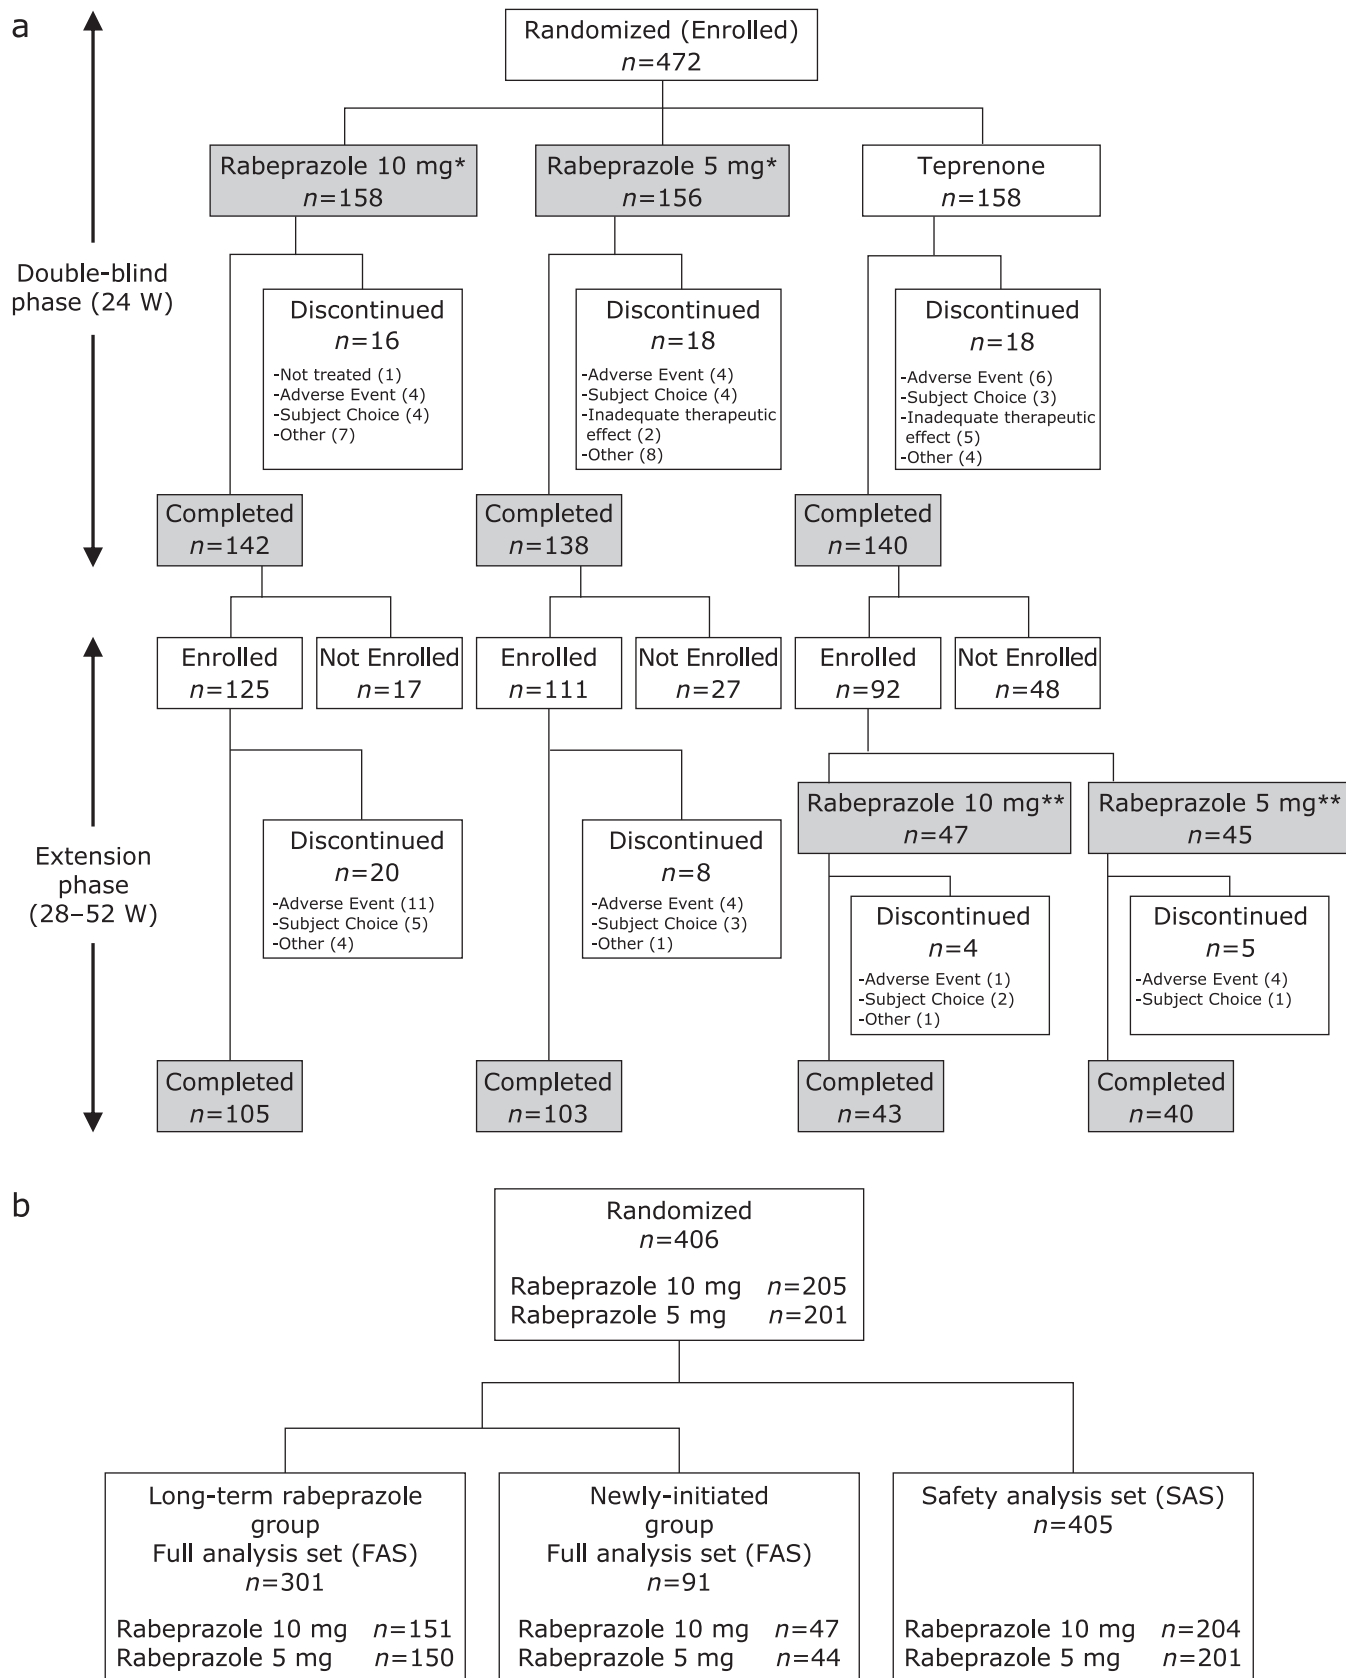 a
Randomized (Enrolled)
n=472
Rabeprazole 10 mg*
n=158
Rabeprazole 5 mg*
n=156
Teprenone
n=158
Double-blind
phase (24 W)
Discontinued
n=16
-Not treated (1)
-Adverse Event (4)
-Subject Choice (4)
-Other (7)
Discontinued
n=18
-Adverse Event (4)
-Subject Choice (4)
-Inadequate therapeutic
effect (2)
-Other (8)
Discontinued
n=18
-Adverse Event (6)
-Subject Choice (3)
-Inadequate therapeutic
effect (5)
-Other (4)
Completed
n=142
Completed
n=138
Completed
n=140
Enrolled
n=125
Not Enrolled
n=17
Enrolled
n=111
Not Enrolled
n=27
Enrolled
n=92
Not Enrolled
n=48
Rabeprazole 10 mg**
n=47
Rabeprazole 5 mg**
n=45
Extension
phase
(28–52 W)
Discontinued
n=20
-Adverse Event (11)
-Subject Choice (5)
-Other (4)
Discontinued
n=8
-Adverse Event (4)
-Subject Choice (3)
-Other (1)
Discontinued
n=4
-Adverse Event (1)
-Subject Choice (2)
-Other (1)
Discontinued
n=5
-Adverse Event (4)
-Subject Choice (1)
Completed
n=105
Completed
n=103
Completed
n=43
Completed
n=40
b
Randomized
n=406
Rabeprazole 10 mg n=205
Rabeprazole 5 mg n=201
Long-term rabeprazole
group
Full analysis set (FAS)
n=301
Rabeprazole 10 mg n=151
Rabeprazole 5 mg n=150
Newly-initiated
group
Full analysis set (FAS)
n=91
Rabeprazole 10 mg n=47
Rabeprazole 5 mg n=44
Safety analysis set (SAS)
n=405
Rabeprazole 10 mg n=204
Rabeprazole 5 mg n=201